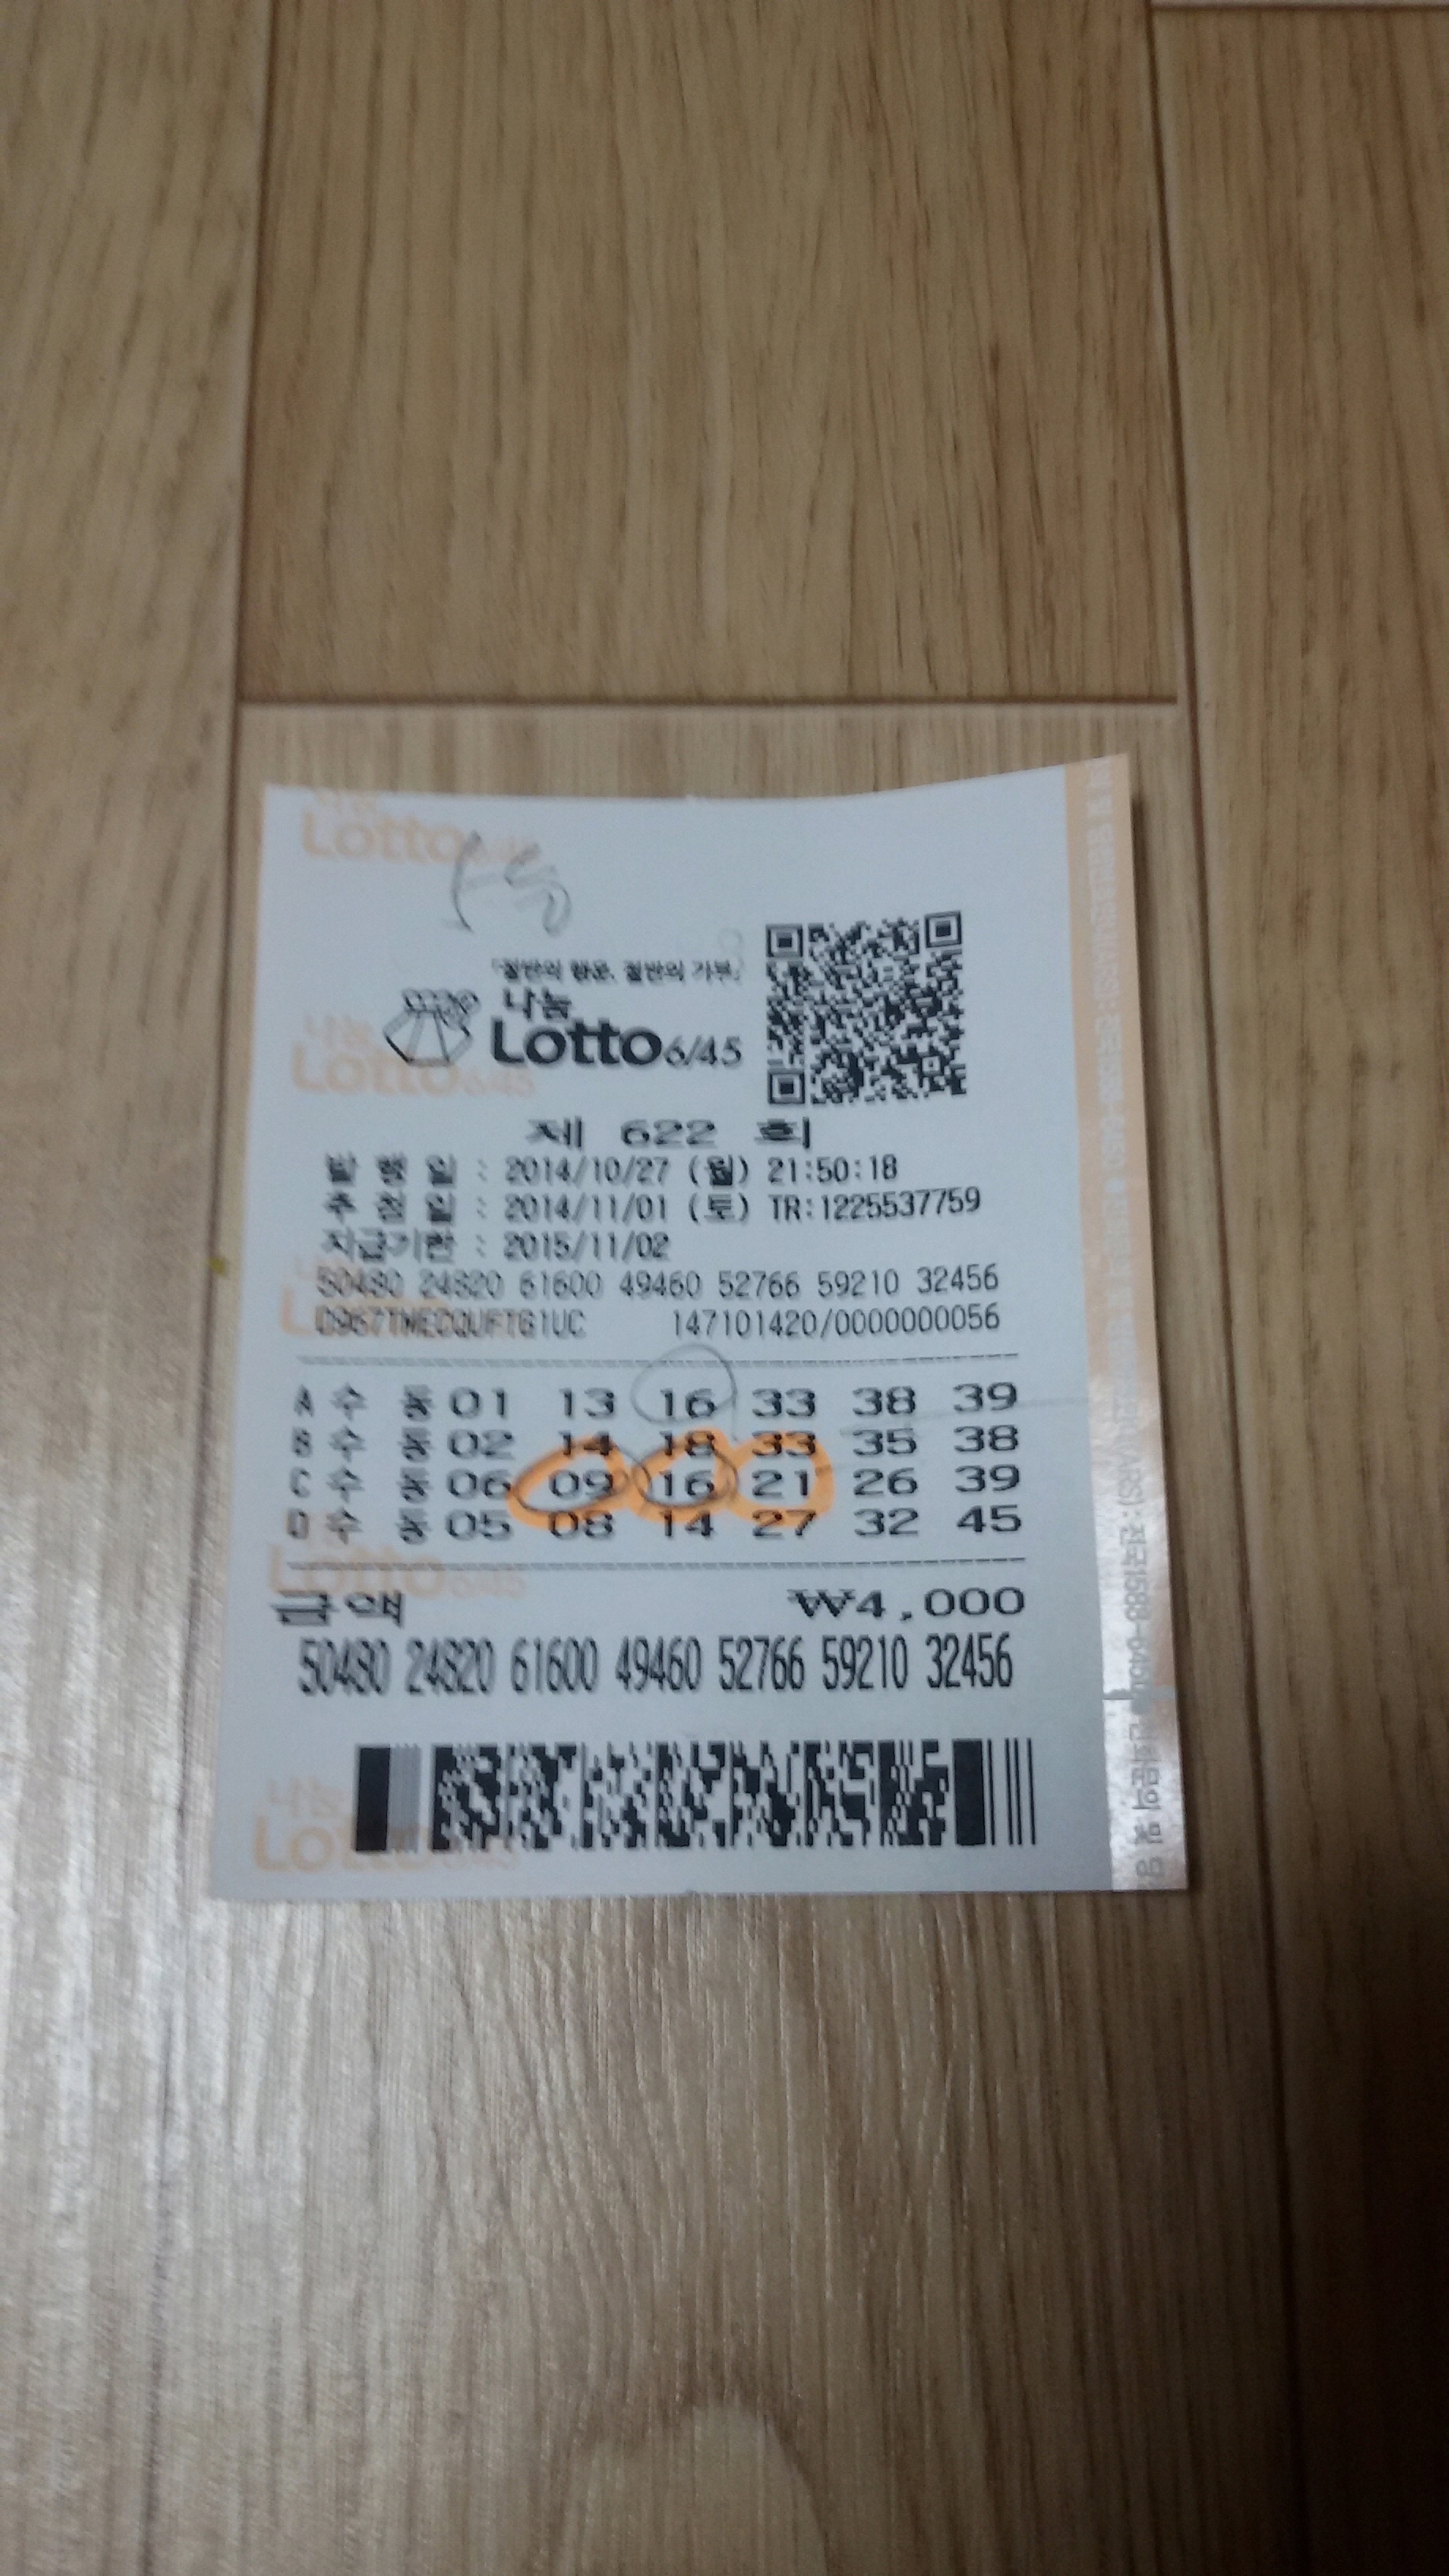 「절반의 행운, 절반의 기부」
나눔
Lotto 6/45
제 622 회
발 행 일 : 2014/10/27 (월) 21:50:18
추 첨 일 : 2014/11/01 (토) TR:1225537759
지급기한 : 2015/11/02
50480 24820 61600 49460 52766 59210 32456
147101420/0000000056
A 수 동 01 13 16 33 38 39
B 수 동 02 14 18 33 35 38
C 수 동 06 09 16 21 26 39
D 수 동 05 08 14 27 32 45
금액 ₩4,000
50480 24820 61600 49460 52766 59210 32456